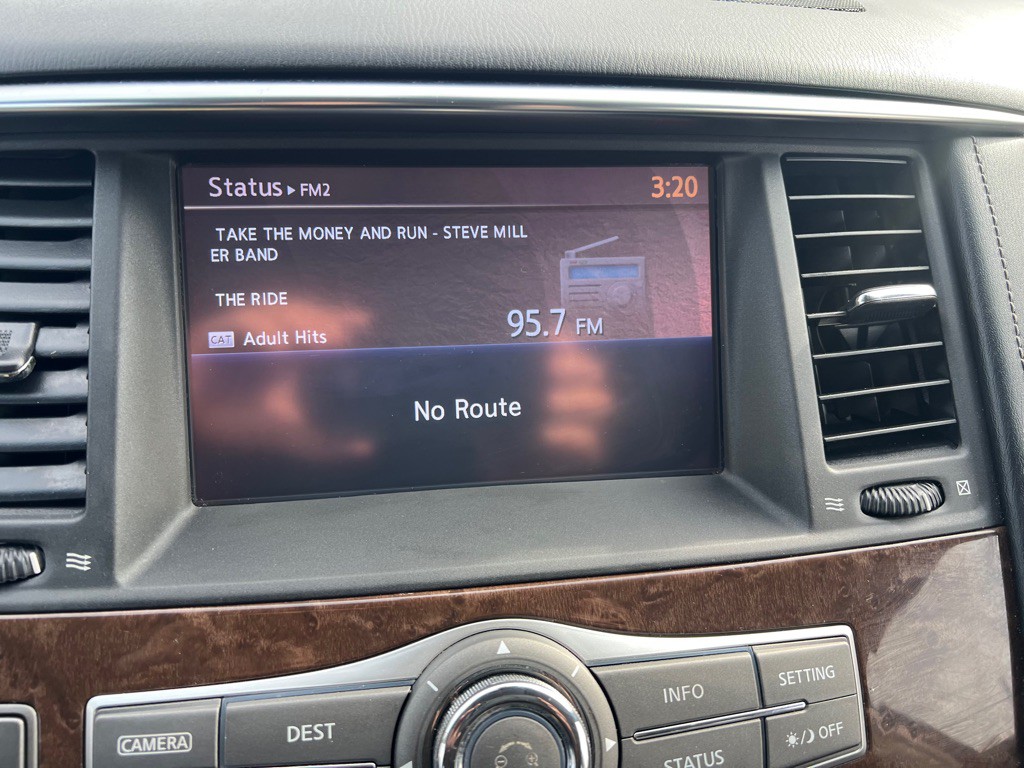 Status ▸ FM2 3:20
TAKE THE MONEY AND RUN - STEVE MILL
ER BAND
THE RIDE
95.7 FM
CAT Adult Hits
No Route
CAMERA
DEST
INFO
SETTING
STATUS
OFF